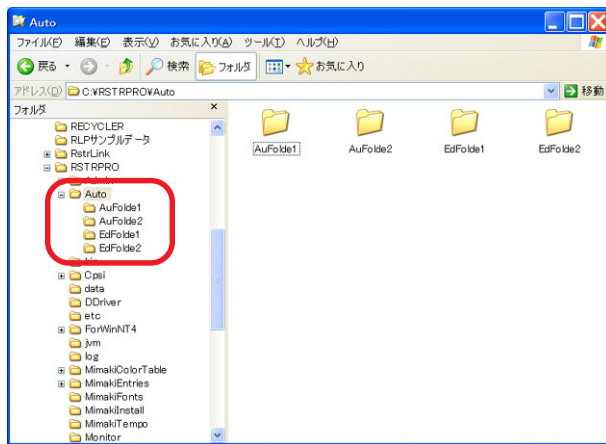 Auto
ファイル(F) 編集(E) 表示(V) お気に入り(A) ツール(T) ヘルプ(H)
戻る 検索 フォルダ お気に入り
アドレス(D) C:¥RSTRPRO¥Auto 移動
フォルダ ×
RECYCLER
RLPサンプルデータ
RstrLink
RSTRPRO
Auto
AuFolde1
AuFolde2
EdFolde1
EdFolde2
Cpsi
data
DDriver
etc
ForWinNT4
jvm
log
MimakiColorTable
MimakiEntries
MimakiFonts
MimakiInstall
MimakiTempo
Monitor
AuFolde1 AuFolde2 EdFolde1 EdFolde2